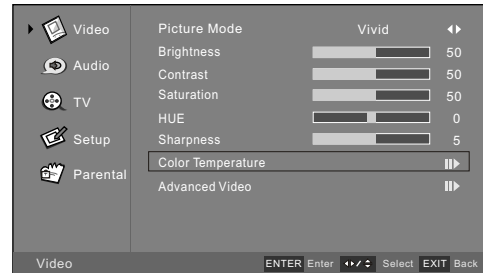 Video
Audio
TV
Setup
Parental
Picture Mode Vivid
Brightness 50
Contrast 50
Saturation 50
HUE 0
Sharpness 5
Color Temperature
Advanced Video
Video ENTER Enter Select EXIT Back